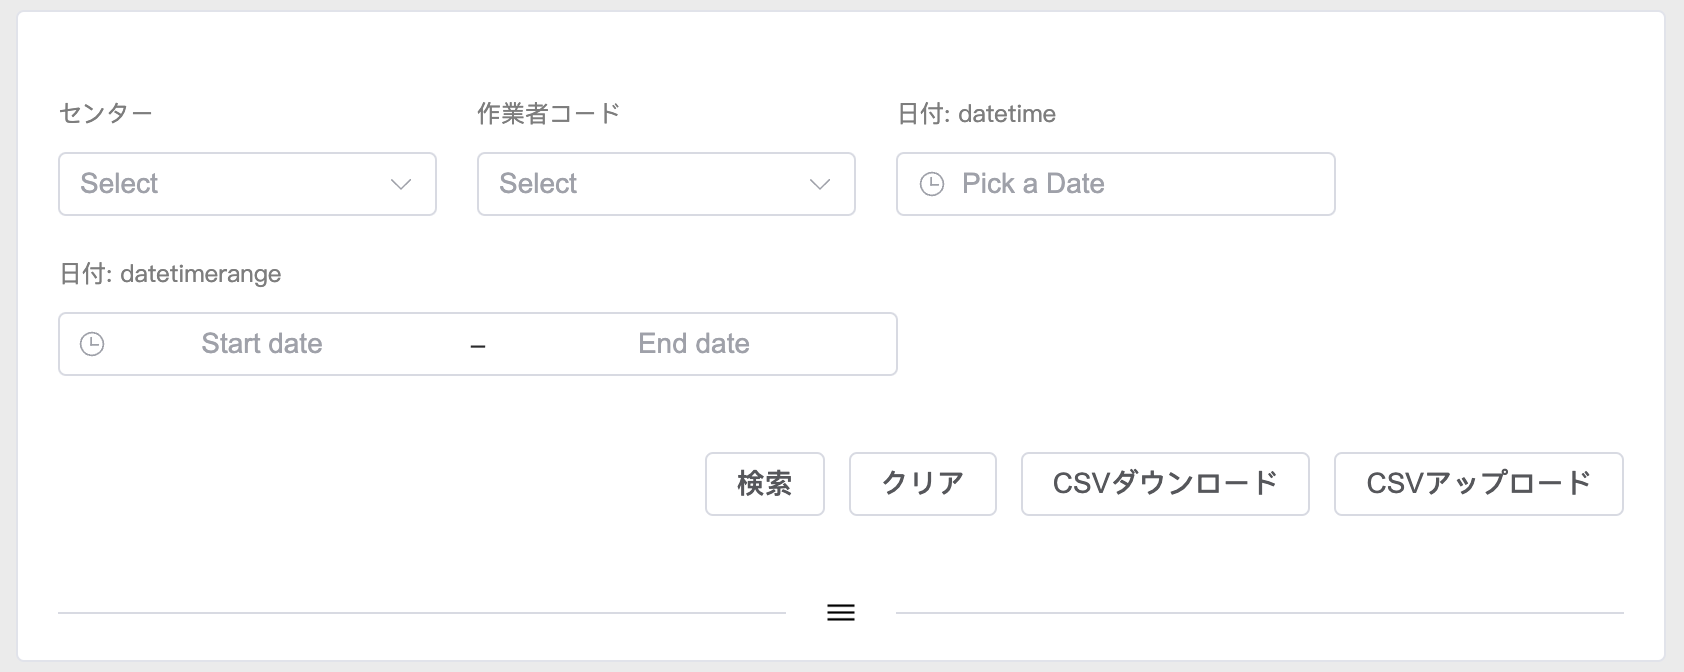 センター 作業者コード 日付: datetime
Select Select Pick a Date
日付: datetimerange
Start date – End date
検索 クリア CSVダウンロード CSVアップロード